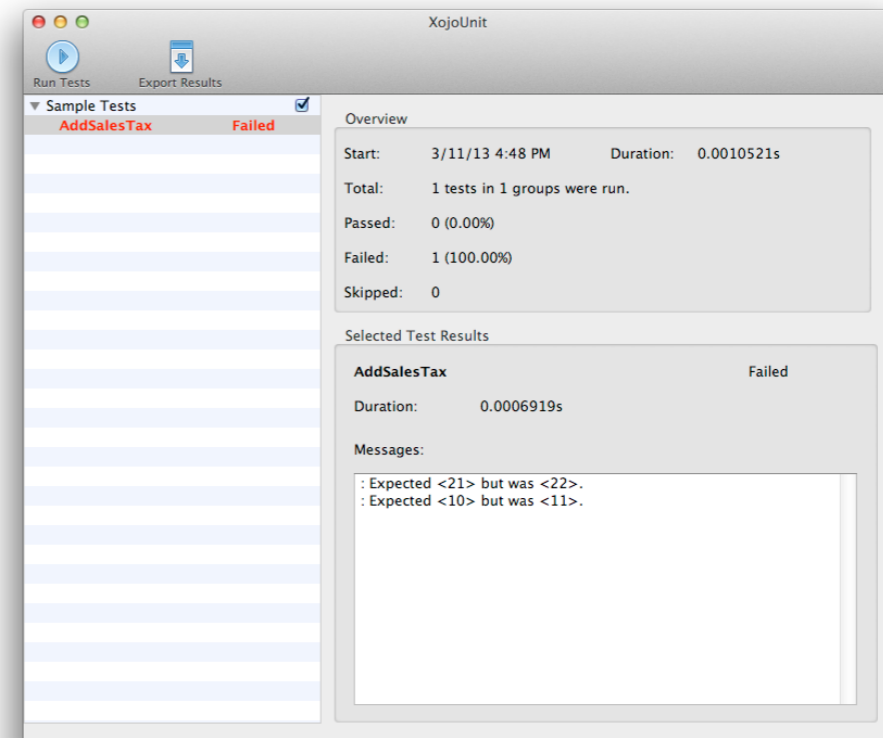 XojoUnit
Run Tests Export Results
Sample Tests
AddSalesTax Failed
Overview
Start: 3/11/13 4:48 PM Duration: 0.0010521s
Total: 1 tests in 1 groups were run.
Passed: 0 (0.00%)
Failed: 1 (100.00%)
Skipped: 0
Selected Test Results
AddSalesTax Failed
Duration: 0.0006919s
Messages:
: Expected <21> but was <22>.
: Expected <10> but was <11>.